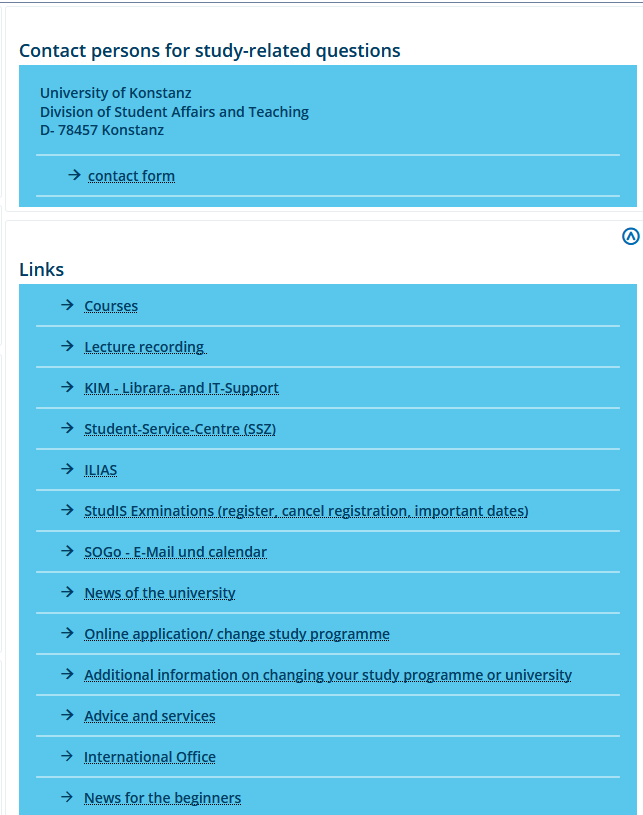 Contact persons for study-related questions
University of Konstanz
Division of Student Affairs and Teaching
D- 78457 Konstanz
contact form
Links
Courses
Lecture recording
KIM - Librara- and IT-Support
Student-Service-Centre (SSZ)
ILIAS
StudIS Exminations (register, cancel registration, important dates)
SOGo - E-Mail und calendar
News of the university
Online application/ change study programme
Additional information on changing your study programme or university
Advice and services
International Office
News for the beginners